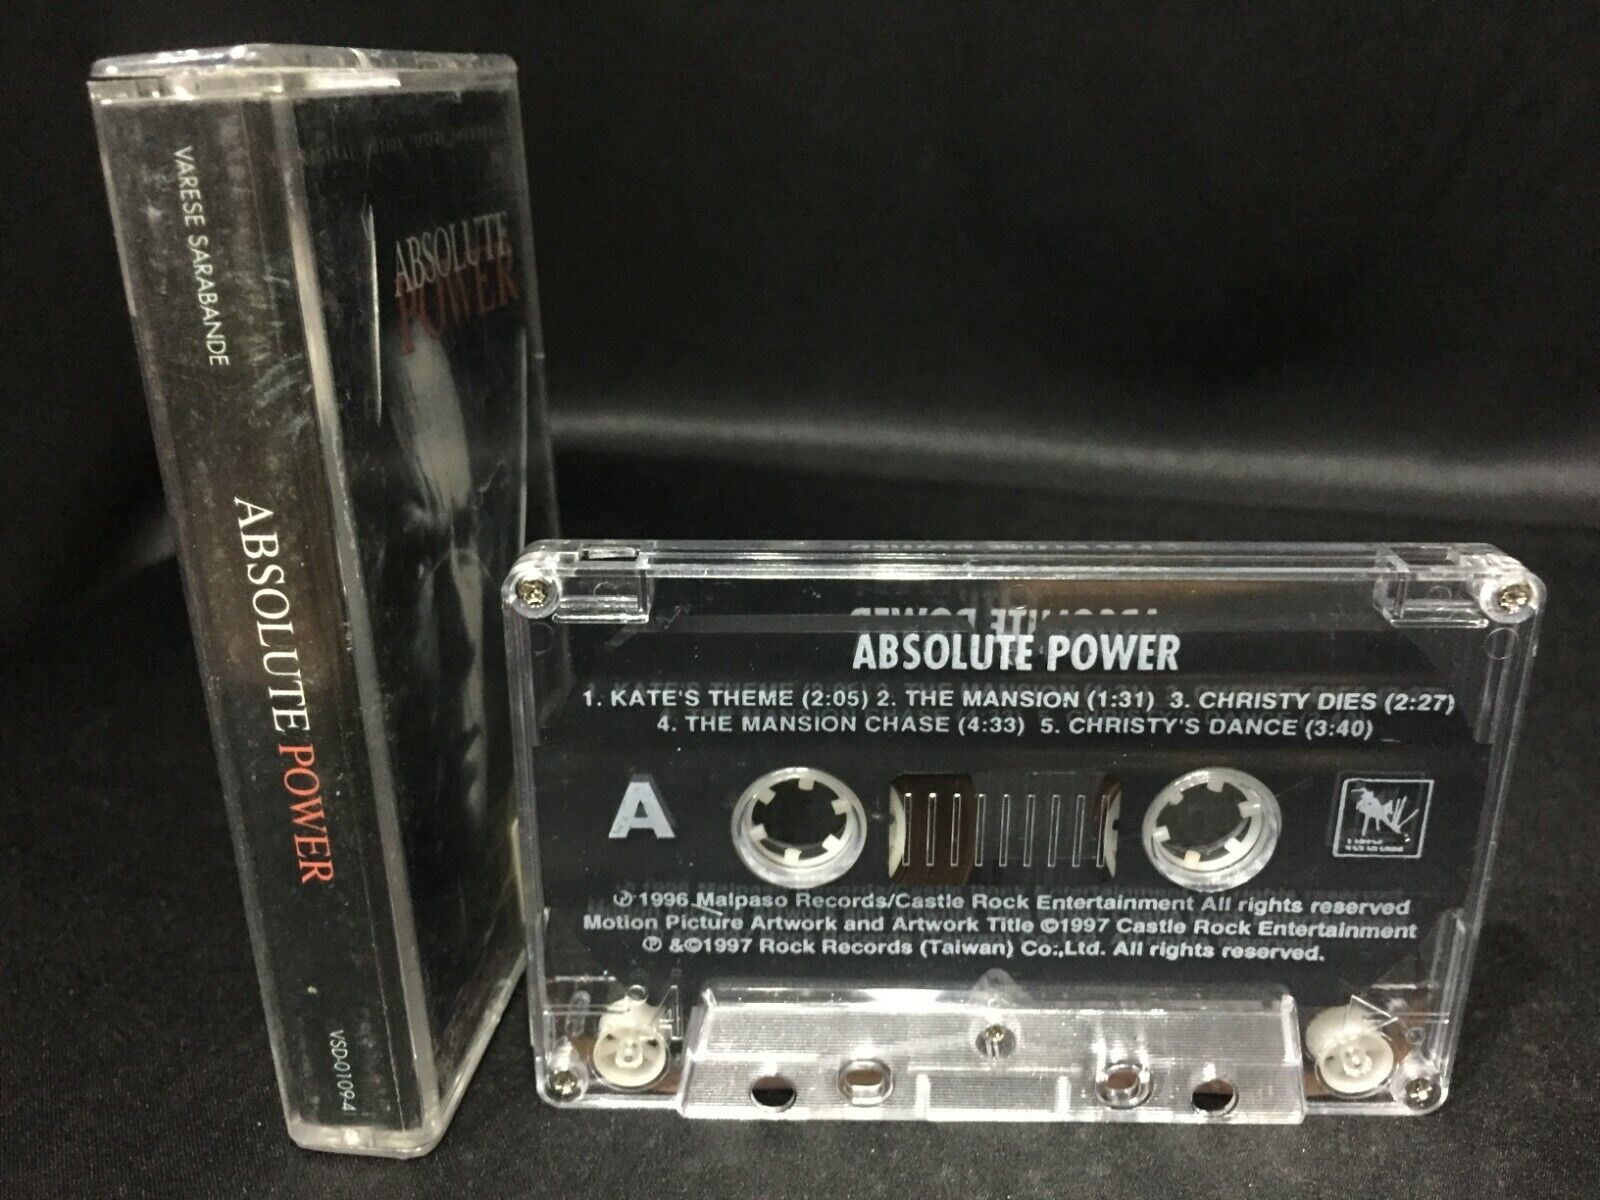 VARESE SARABANDE
ABSOLUTE POWER
VSD-0109-4
ABSOLUTE
POWER
ABSOLUTE POWER
1. KATE'S THEME (2:05) 2. THE MANSION (1:31) 3. CHRISTY DIES (2:27)
4. THE MANSION CHASE (4:33) 5. CHRISTY'S DANCE (3:40)
A
℗1996 Malpaso Records/Castle Rock Entertainment All rights reserved
Motion Picture Artwork and Artwork Title ©1997 Castle Rock Entertainment
℗ &©1997 Rock Records (Taiwan) Co.,Ltd. All rights reserved.